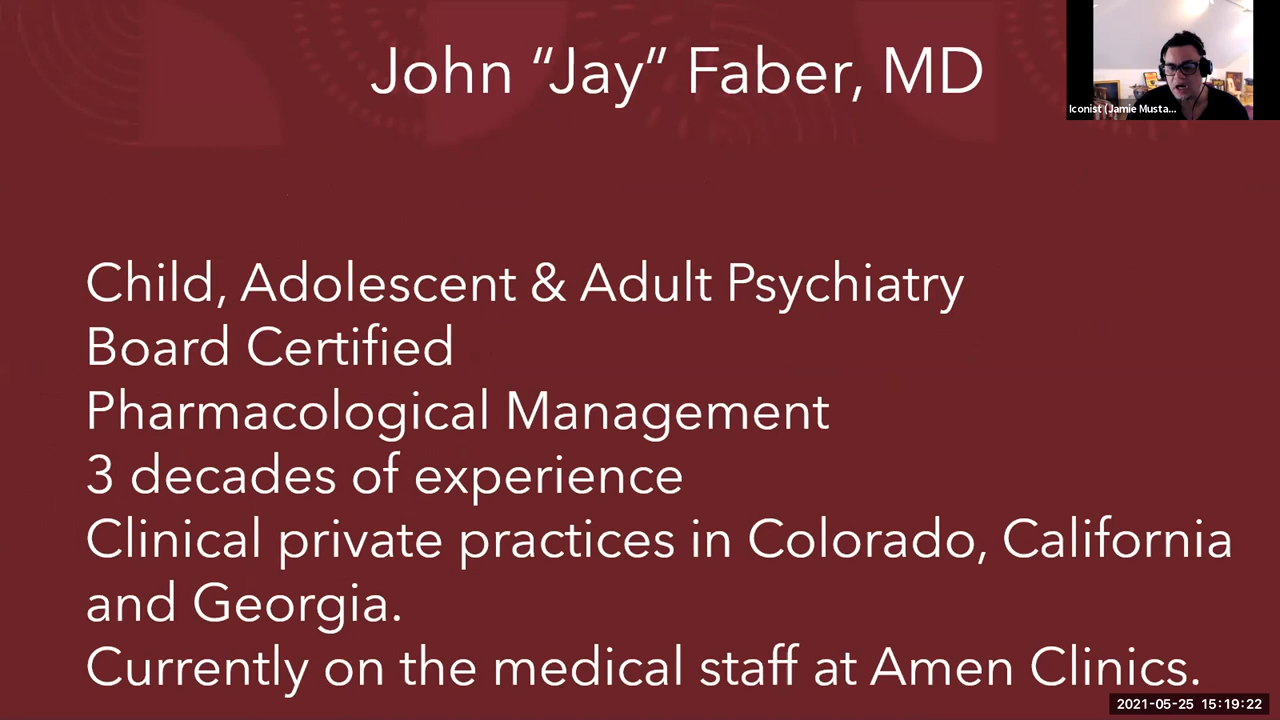 John “Jay” Faber, MD
Iconist (Jamie Musta...
Child, Adolescent & Adult Psychiatry
Board Certified
Pharmacological Management
3 decades of experience
Clinical private practices in Colorado, California
and Georgia.
Currently on the medical staff at Amen Clinics.
2021-05-25 15:19:22